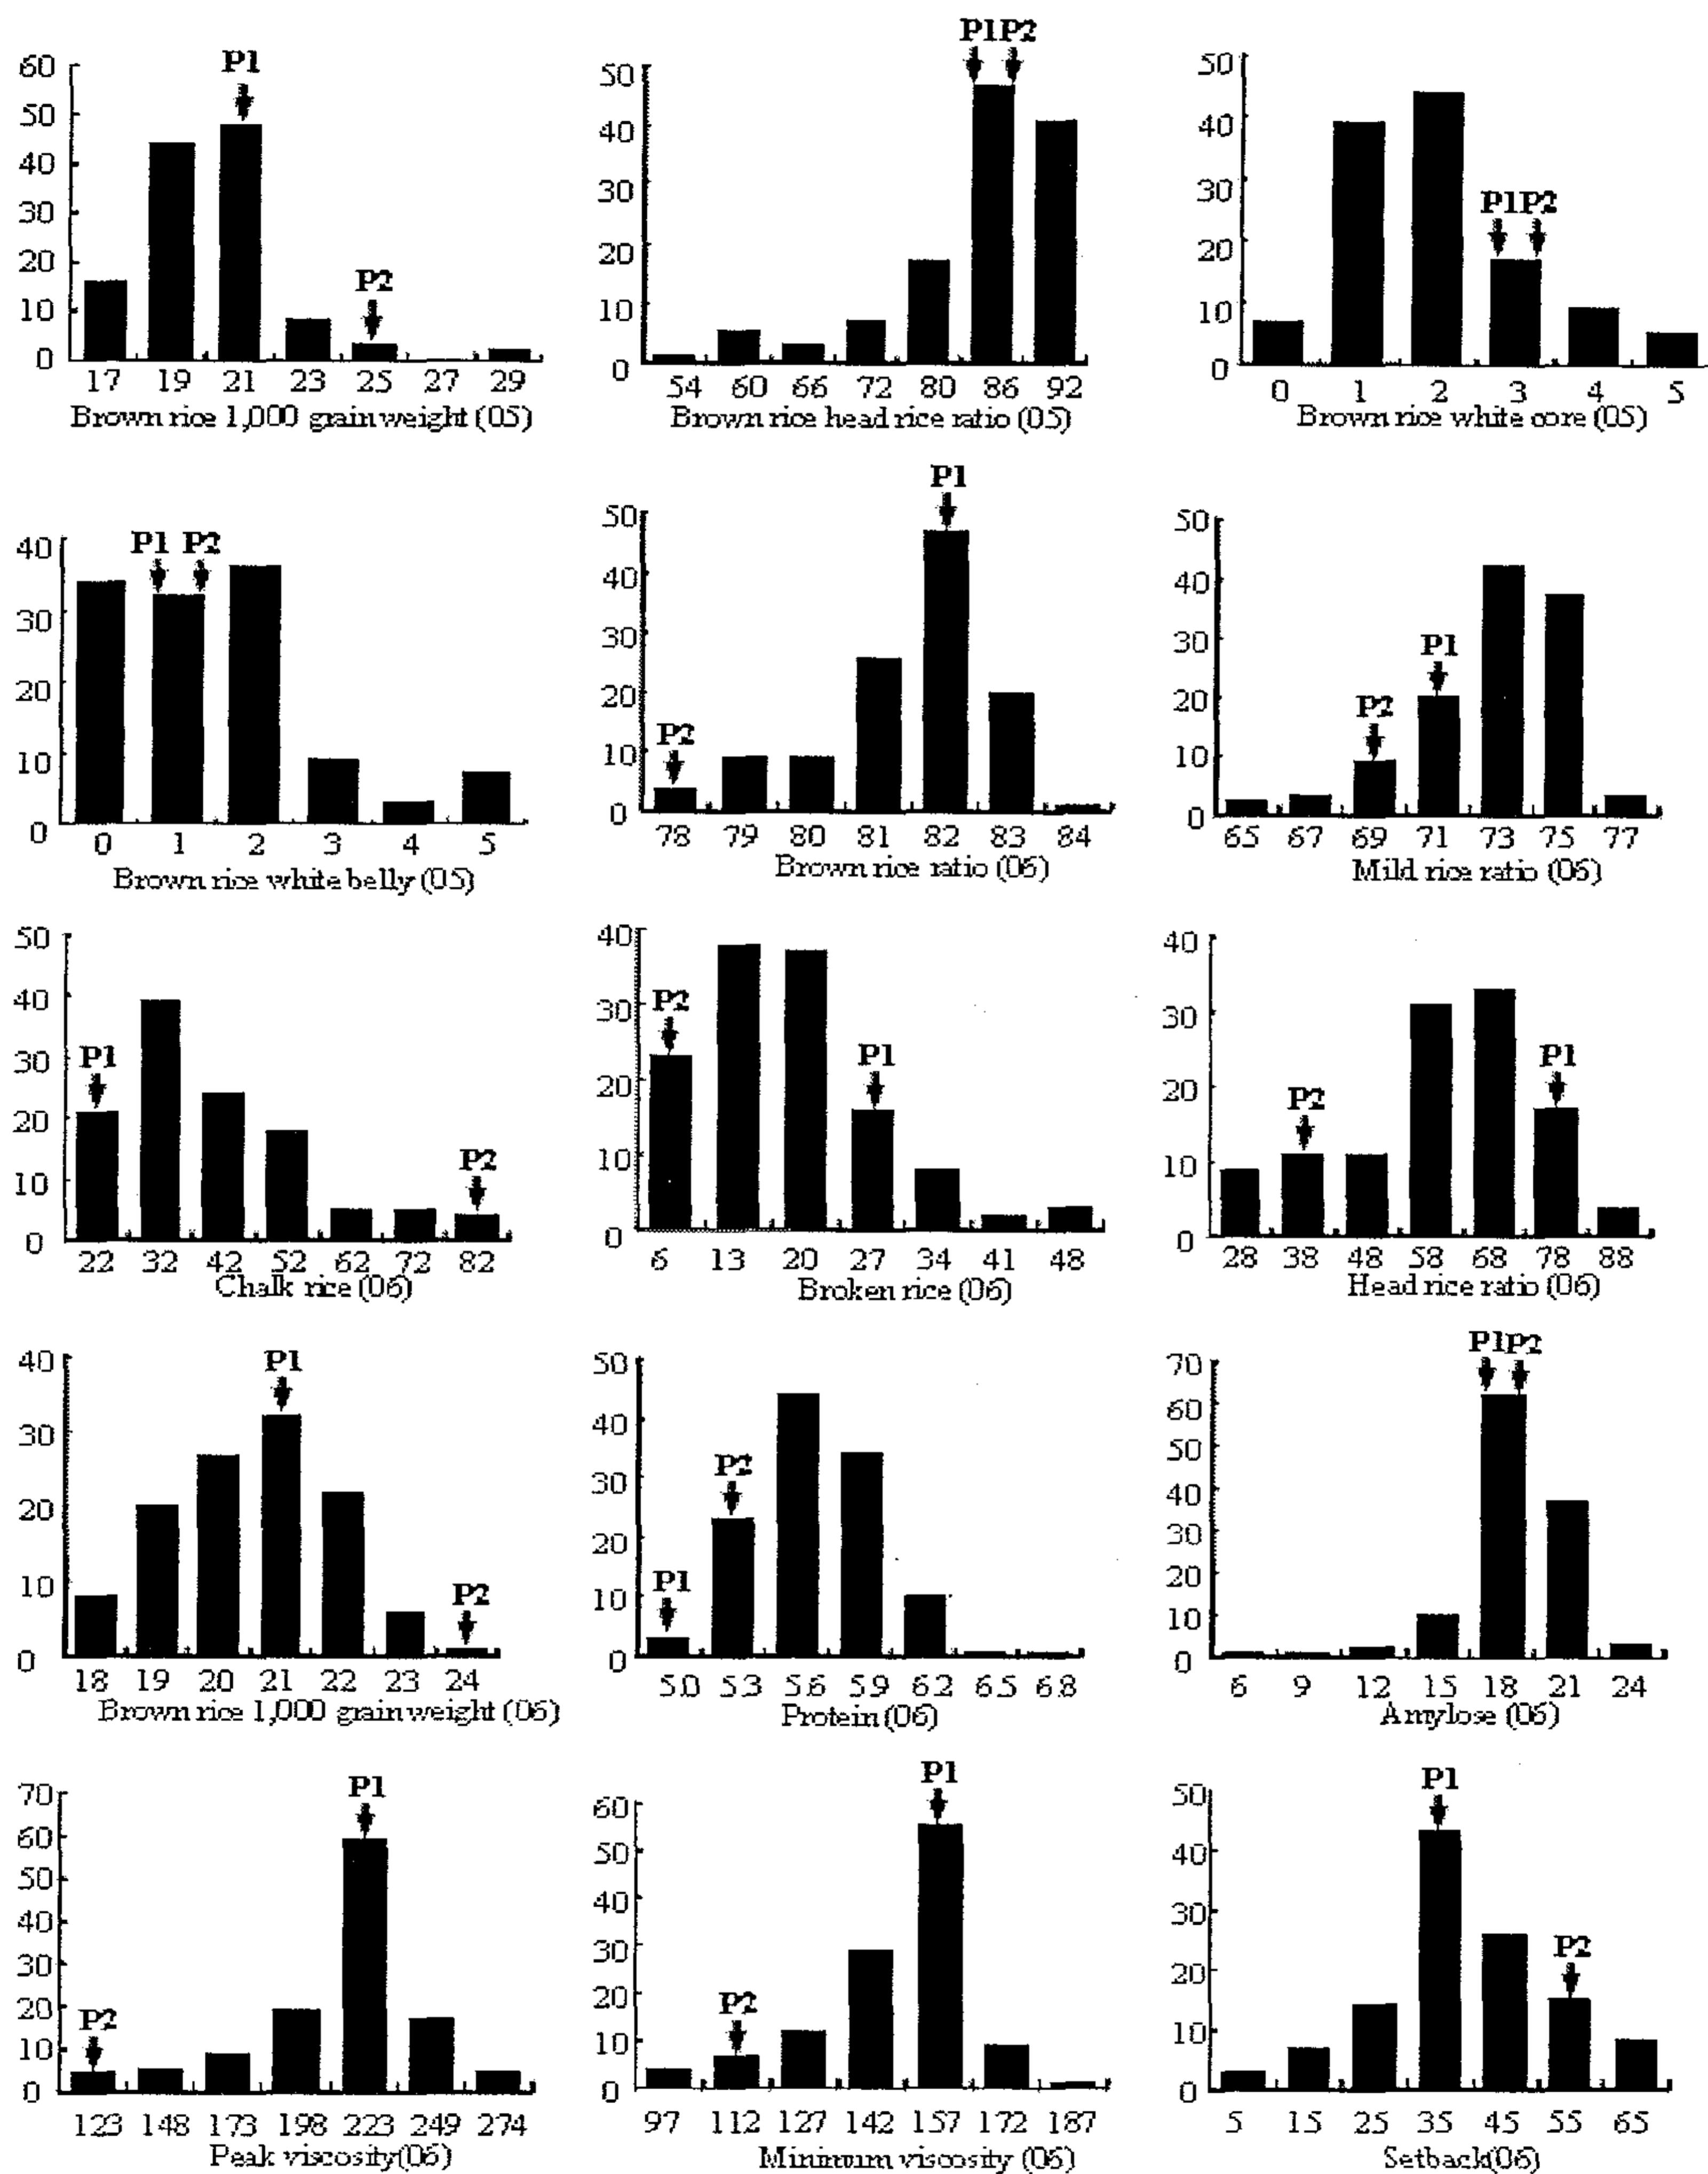 P1
60
50
40
30
20
10
0
P2
17 19 21 23 25 27 29
Brown rice 1,000 grain weight (05)
P1 P2
50
40
30
20
10
0
54 60 66 72 80 86 92
Brown rice head rice ratio (05)
50
40
30
20
10
0
P1 P2
0 1 2 3 4 5
Brown rice white core (05)
40
30
20
10
0
P1 P2
0 1 2 3 4 5
Brown rice white belly (05)
P1
50
40
30
20
10
0
P2
78 79 80 81 82 83 84
Brown rice ratio (06)
50
40
30
20
10
0
P1
P2
65 67 69 71 73 75 77
Mild rice ratio (06)
50
40
30
20
10
0
P1
P2
22 32 42 52 62 72 82
Chalk rice (06)
40
30
20
10
0
P2
P1
6 13 20 27 34 41 48
Broken rice (06)
40
30
20
10
0
P1
P2
28 38 48 58 68 78 88
Head rice ratio (06)
40
30
20
10
0
P1
P2
18 19 20 21 22 23 24
Brown rice 1,000 grain weight (06)
50
40
30
20
10
0
P2
P1
5.0 5.3 5.6 5.9 6.2 6.5 6.8
Protein (06)
P1 P2
70
60
50
40
30
20
10
0
6 9 12 15 18 21 24
Amylose (06)
P1
70
60
50
40
30
20
10
0
P2
123 148 173 198 223 249 274
Peak viscosity(06)
P1
60
50
40
30
20
10
0
P2
97 112 127 142 157 172 187
Minimum viscosity (06)
P1
50
40
30
20
10
0
P2
5 15 25 35 45 55 65
Setback(06)